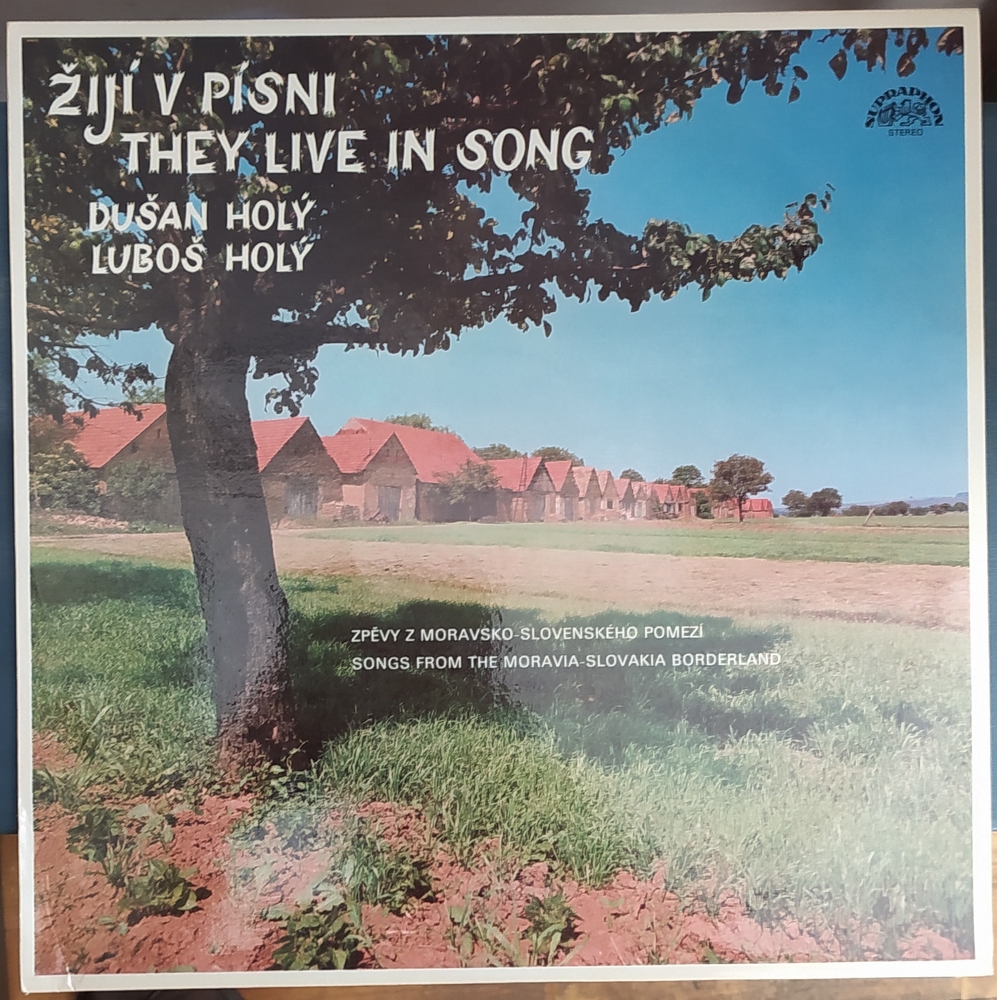 ŽIJÍ V PÍSNI
THEY LIVE IN SONG
DUŠAN HOLÝ
LUBOŠ HOLÝ
SUPRAPHON
STEREO
ZPĚVY Z MORAVSKO-SLOVENSKÉHO POMEZÍ
SONGS FROM THE MORAVIA-SLOVAKIA BORDERLAND